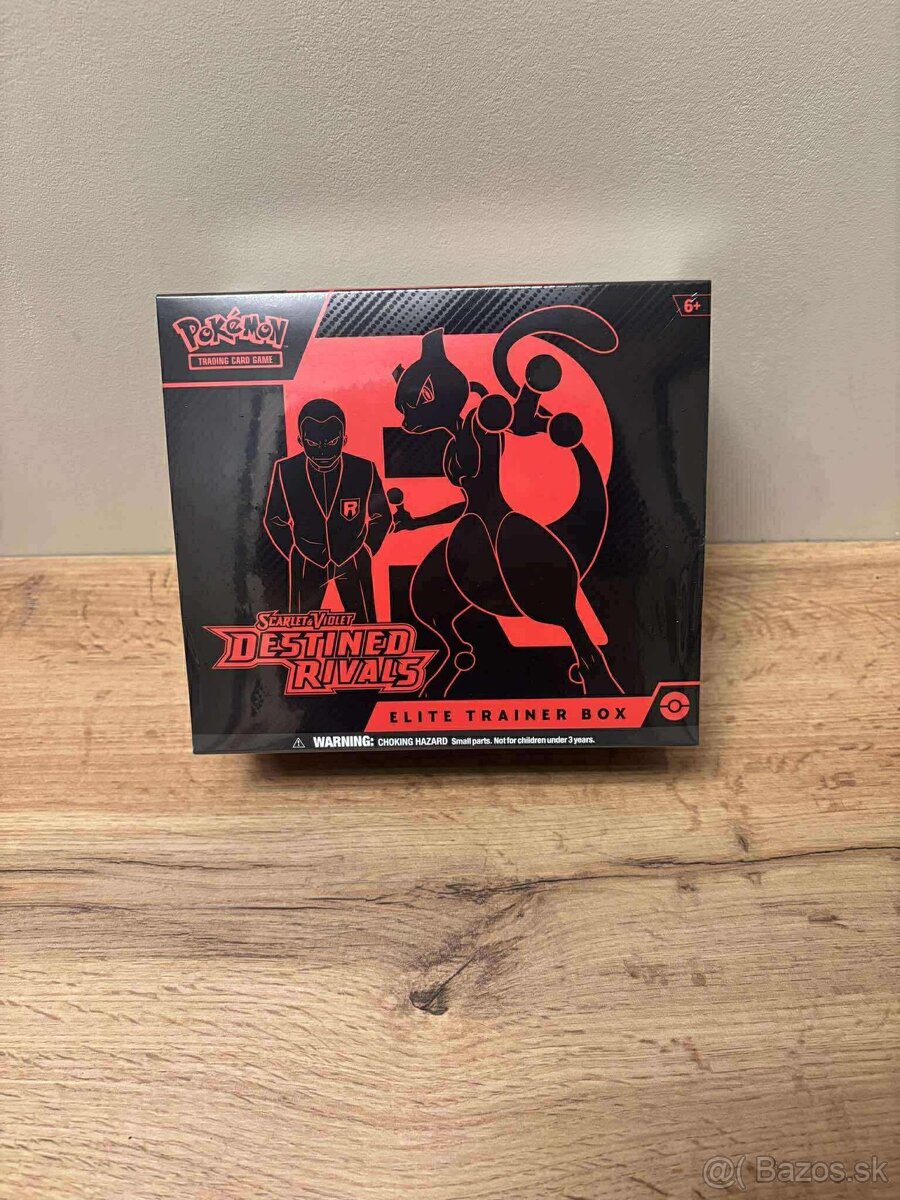 POKéMON
TRADING CARD GAME
6+
R
SCARLET & VIOLET
DESTINED
RIVALS
ELITE TRAINER BOX
⚠ WARNING: CHOKING HAZARD Small parts. Not for children under 3 years.
@( Bazos.sk